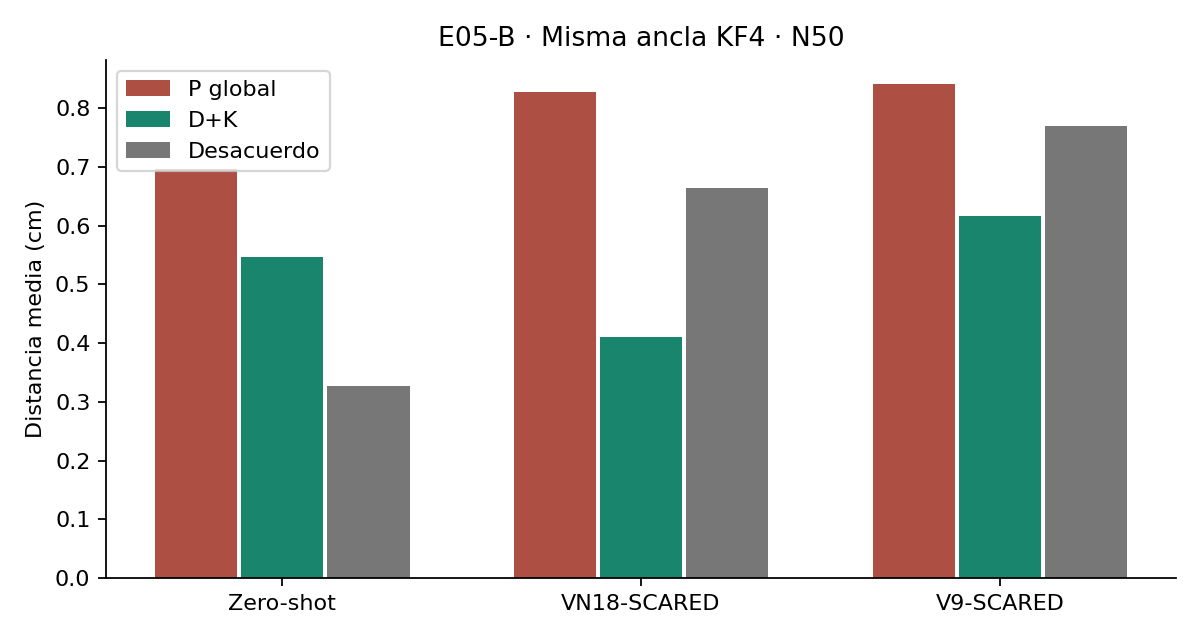 E05-B · Misma ancla KF4 · N50
P global
D+K
Desacuerdo
Distancia media (cm)
0.8
0.7
0.6
0.5
0.4
0.3
0.2
0.1
0.0
Zero-shot
VN18-SCARED
V9-SCARED